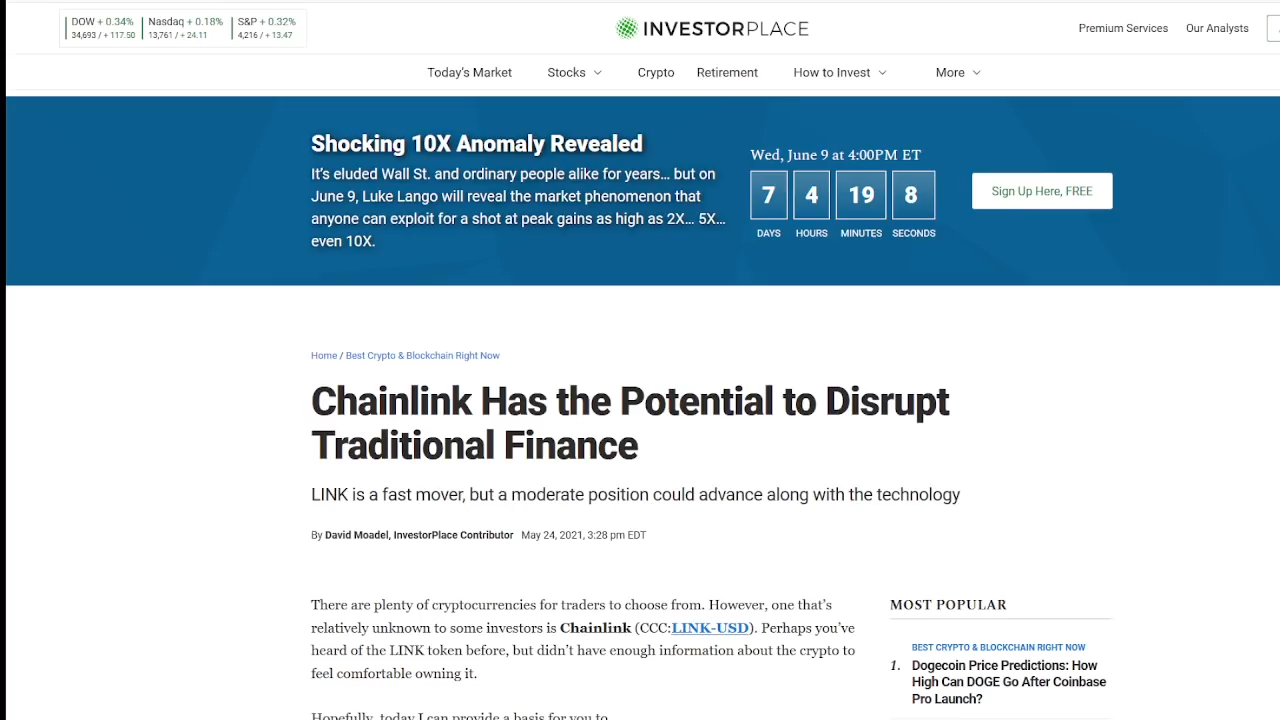 DOW + 0.34%
34,693 / + 117.50
Nasdaq + 0.18%
13,761 / + 24.11
S&P + 0.32%
4,216 / + 13.47
INVESTORPLACE
Premium Services
Our Analysts
Today's Market
Stocks
Crypto
Retirement
How to Invest
More
Shocking 10X Anomaly Revealed
It's eluded Wall St. and ordinary people alike for years... but on
June 9, Luke Lango will reveal the market phenomenon that
anyone can exploit for a shot at peak gains as high as 2X... 5X...
even 10X.
Wed, June 9 at 4:00PM ET
7 4 19 8
DAYS HOURS MINUTES SECONDS
Sign Up Here, FREE
Home / Best Crypto & Blockchain Right Now
Chainlink Has the Potential to Disrupt
Traditional Finance
LINK is a fast mover, but a moderate position could advance along with the technology
By David Moadel, InvestorPlace Contributor May 24, 2021, 3:28 pm EDT
There are plenty of cryptocurrencies for traders to choose from. However, one that's
relatively unknown to some investors is Chainlink (CCC:LINK-USD). Perhaps you've
heard of the LINK token before, but didn't have enough information about the crypto to
feel comfortable owning it.
Hopefully, today I can provide a basis for you to
MOST POPULAR
BEST CRYPTO & BLOCKCHAIN RIGHT NOW
1. Dogecoin Price Predictions: How
High Can DOGE Go After Coinbase
Pro Launch?